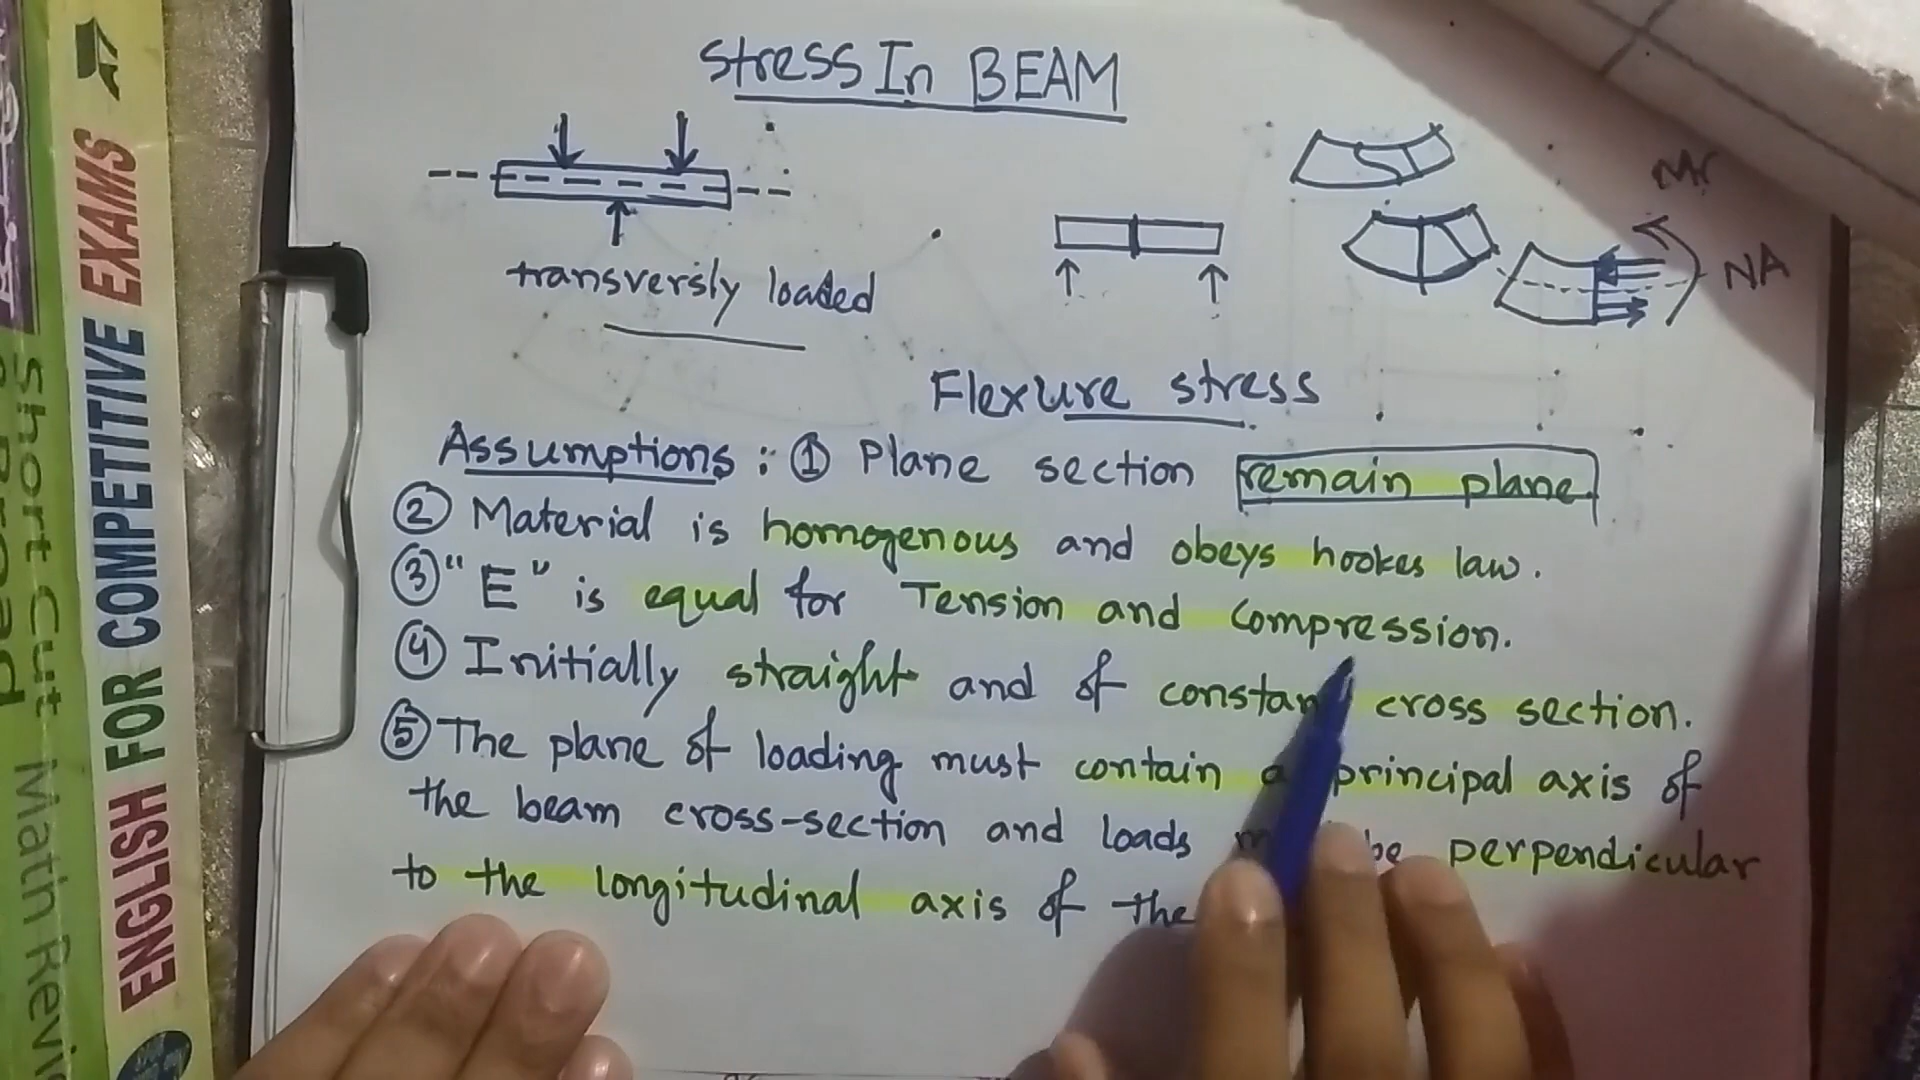 Stress In BEAM
transversly loaded
Mr
NA
Flexure stress
Assumptions : ① Plane section remain plane.
② Material is homogenous and obeys hookes law.
③ "E" is equal for Tension and Compression.
④ Initially straight and of constan cross section.
⑤ The plane of loading must contain a principal axis of
the beam cross-section and loads be perpendicular
to the longitudinal axis of the
ENGLISH FOR COMPETITIVE EXAMS
Short Cut Math Revi